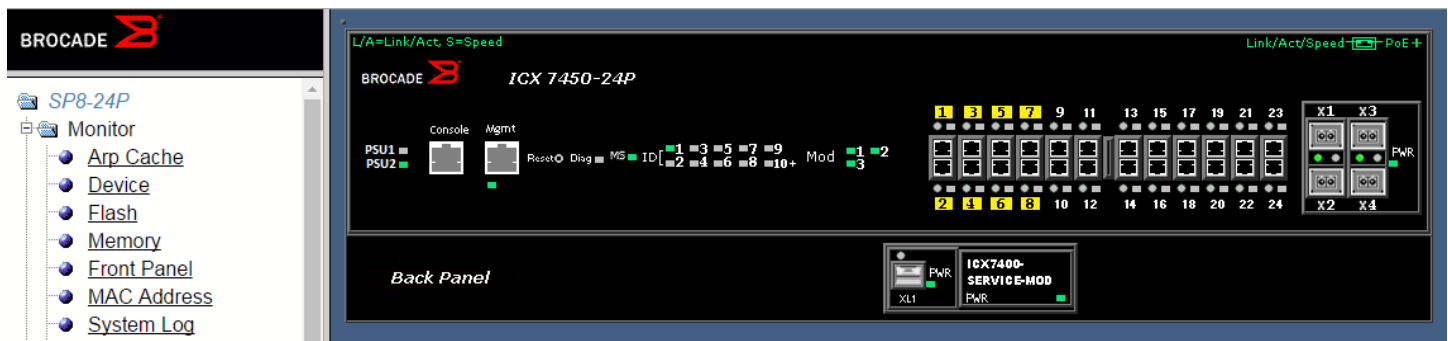 BROCADE
SP8-24P
Monitor
Arp Cache
Device
Flash
Memory
Front Panel
MAC Address
System Log
L/A=Link/Act, S=Speed
Link/Act/Speed PoE+
BROCADE ICX 7450-24P
1 3 5 7 9 11 13 15 17 19 21 23 X1 X3
Console Mgmt
PSU1
PSU2
Reset Diag MS ID[ 1 3 5 7 9
2 4 6 8 10+
Mod 1 2
3
PWR
2 4 6 8 10 12 14 16 18 20 22 24 X2 X4
Back Panel
PWR
XL1
ICX7400-
SERVICE-MOD
PWR